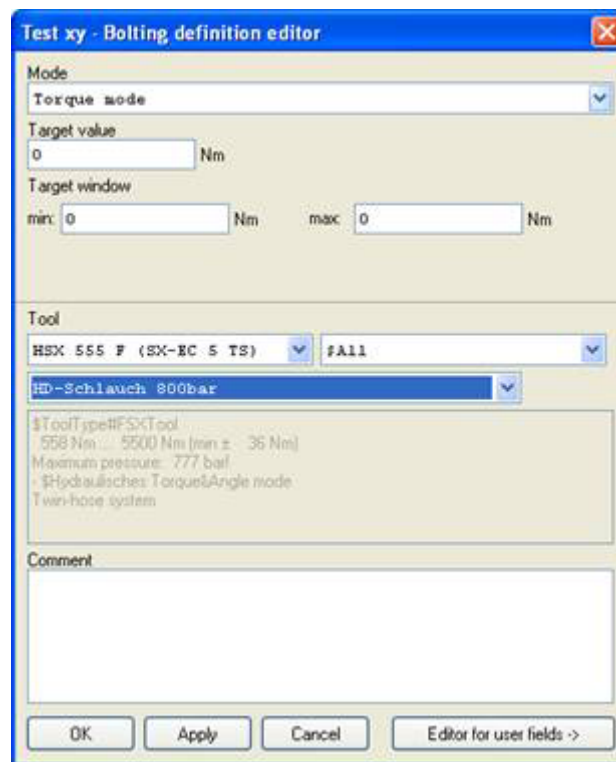 Test xy - Bolting definition editor
Mode
Torque mode
Target value
0 Nm
Target window
min: 0 Nm max: 0 Nm
Tool
HSX 555 F (SX-EC 5 TS) $All
HD-Schlauch 800bar
$ToolType#FSXTool
558 Nm ... 5500 Nm (min ± 36 Nm)
Maximum pressure: 777 bar!
- $Hydraulisches Torque&Angle mode
Twin-hose system
Comment
OK Apply Cancel Editor for user fields ->